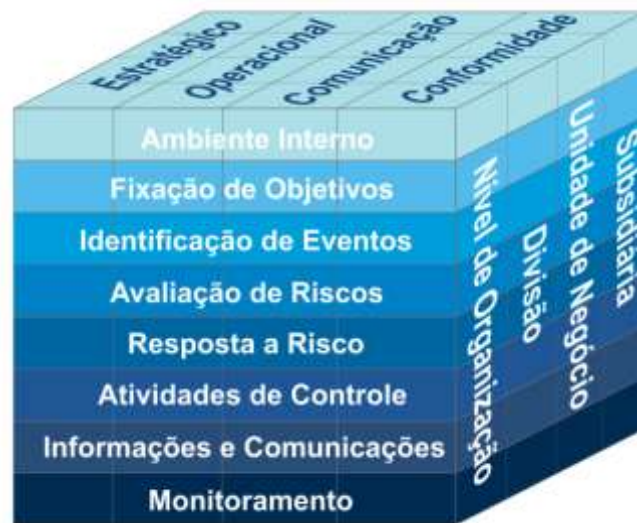 Estratégico
Operacional
Comunicação
Conformidade
Ambiente Interno
Fixação de Objetivos
Identificação de Eventos
Avaliação de Riscos
Resposta a Risco
Atividades de Controle
Informações e Comunicações
Monitoramento
Nível de Organização
Divisão
Unidade de Negócio
Subsidiaria